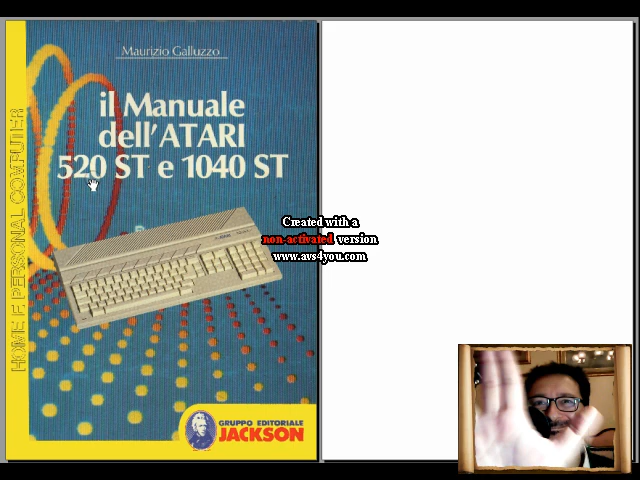 Maurizio Galluzzo
il Manuale
dell'ATARI
520 ST e 1040 ST
HOME E PERSONAL COMPUTER
GRUPPO EDITORIALE
JACKSON
Created with a
non-activated version
www.avs4you.com